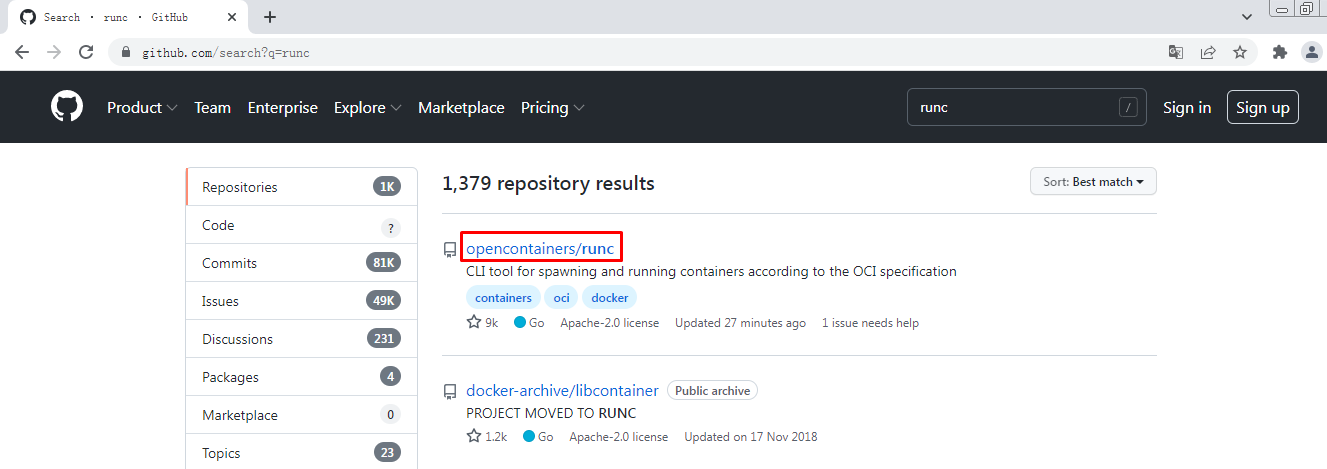 Search · runc · GitHub
github.com/search?q=runc
Product Team Enterprise Explore Marketplace Pricing runc / Sign in Sign up
Repositories 1K
Code ?
Commits 81K
Issues 49K
Discussions 231
Packages 4
Marketplace 0
Topics 23
1,379 repository results
Sort: Best match
opencontainers/runc
CLI tool for spawning and running containers according to the OCI specification
containers oci docker
9k Go Apache-2.0 license Updated 27 minutes ago 1 issue needs help
docker-archive/libcontainer Public archive
PROJECT MOVED TO RUNC
1.2k Go Apache-2.0 license Updated on 17 Nov 2018